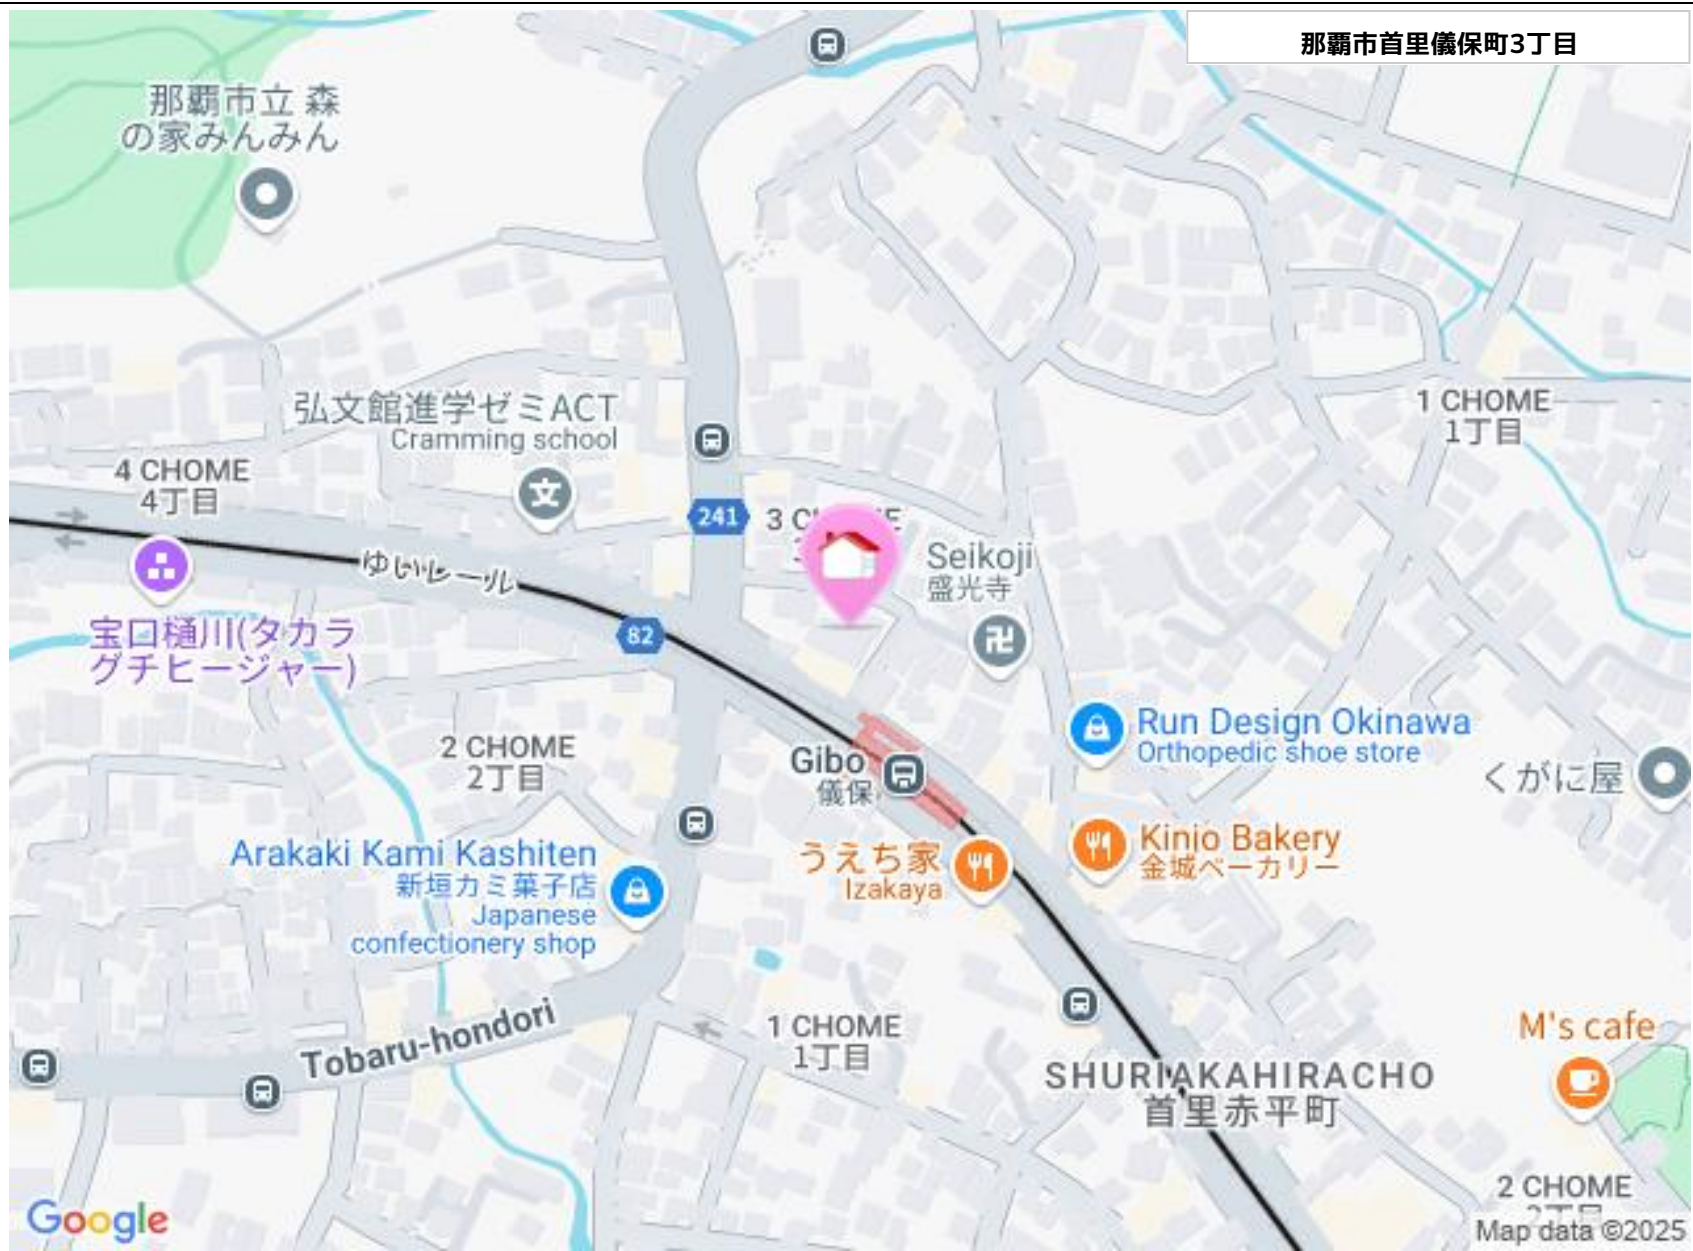 那覇市首里儀保町3丁目
那覇市立 森
の家みんみん
弘文館進学ゼミACT
Cramming school
1 CHOME
1丁目
4 CHOME
4丁目
241
3 CHOME
Seikoji
盛光寺
ゆいレール
宝口樋川(タカラ
グチヒージャー)
82
Run Design Okinawa
Orthopedic shoe store
2 CHOME
2丁目
Gibo
儀保
くがに屋
Arakaki Kami Kashiten
新垣カミ菓子店
Japanese
confectionery shop
うえち家
Izakaya
Kinjo Bakery
金城ベーカリー
Tobaru-hondori
1 CHOME
1丁目
M's cafe
SHURIAKAHIRACHO
首里赤平町
2 CHOME
2丁目
Google
Map data ©2025